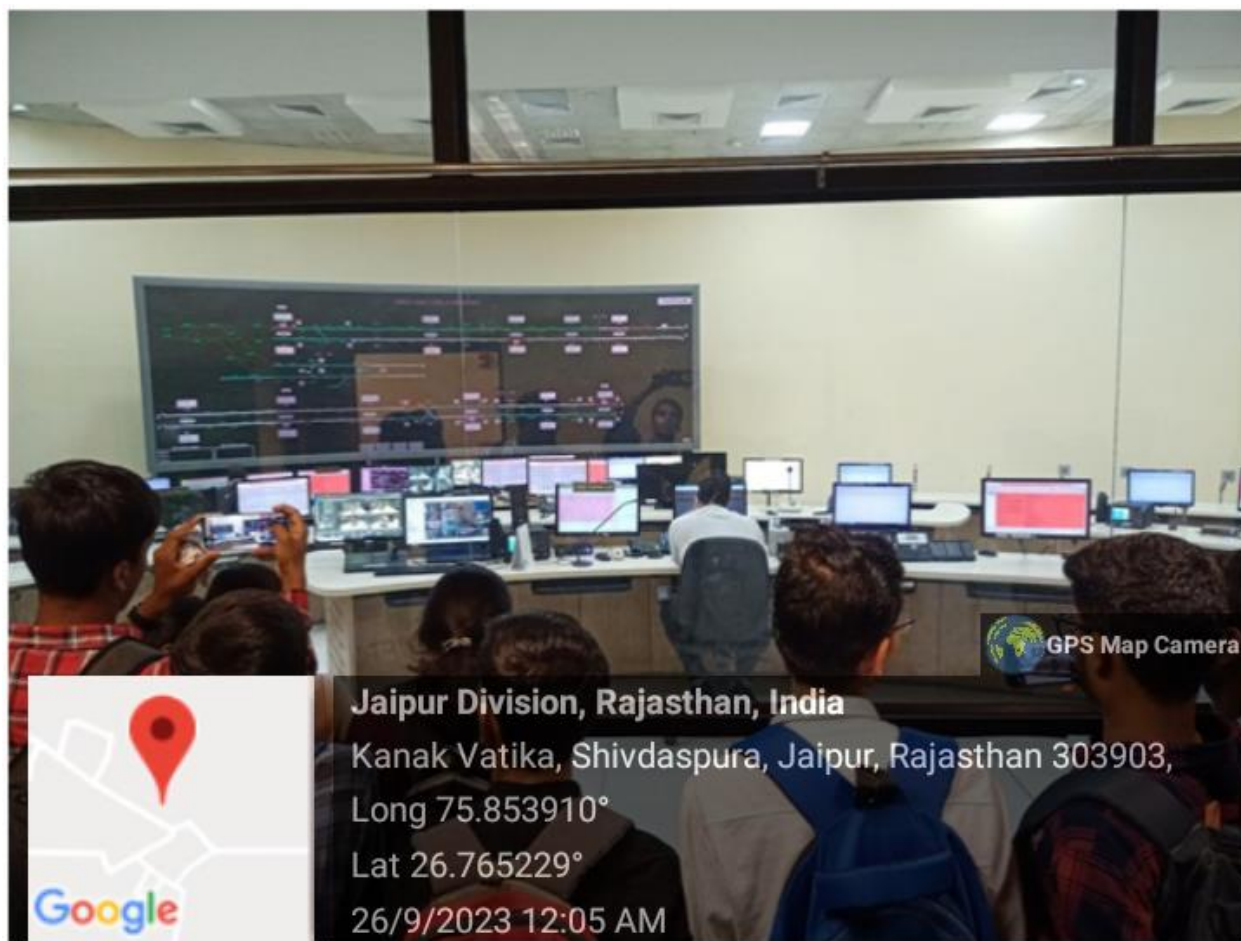 GPS Map Camera
Jaipur Division, Rajasthan, India
Kanak Vatika, Shivdaspura, Jaipur, Rajasthan 303903,
Long 75.853910°
Lat 26.765229°
26/9/2023 12:05 AM
Google